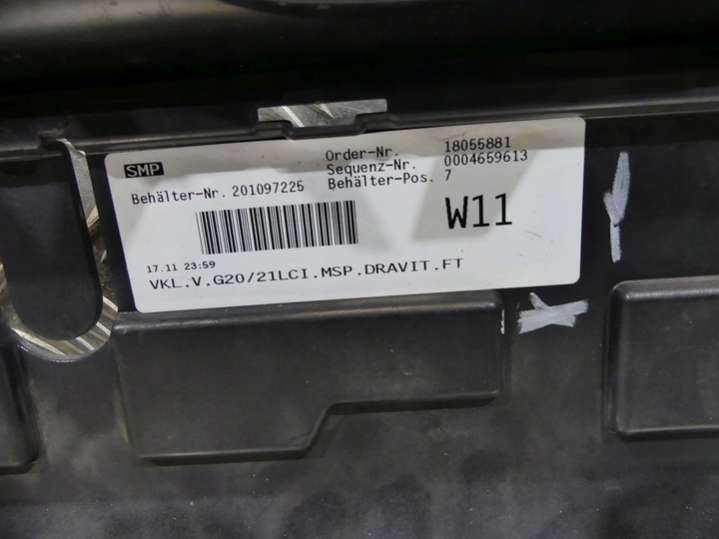 SMP
Order-Nr. 18055881
Sequenz-Nr. 0004659613
Behälter-Nr. 201097225 Behälter-Pos. 7
W11
17.11 23:59
VKL.V.G20/21LCI.MSP.DRAVIT.FT